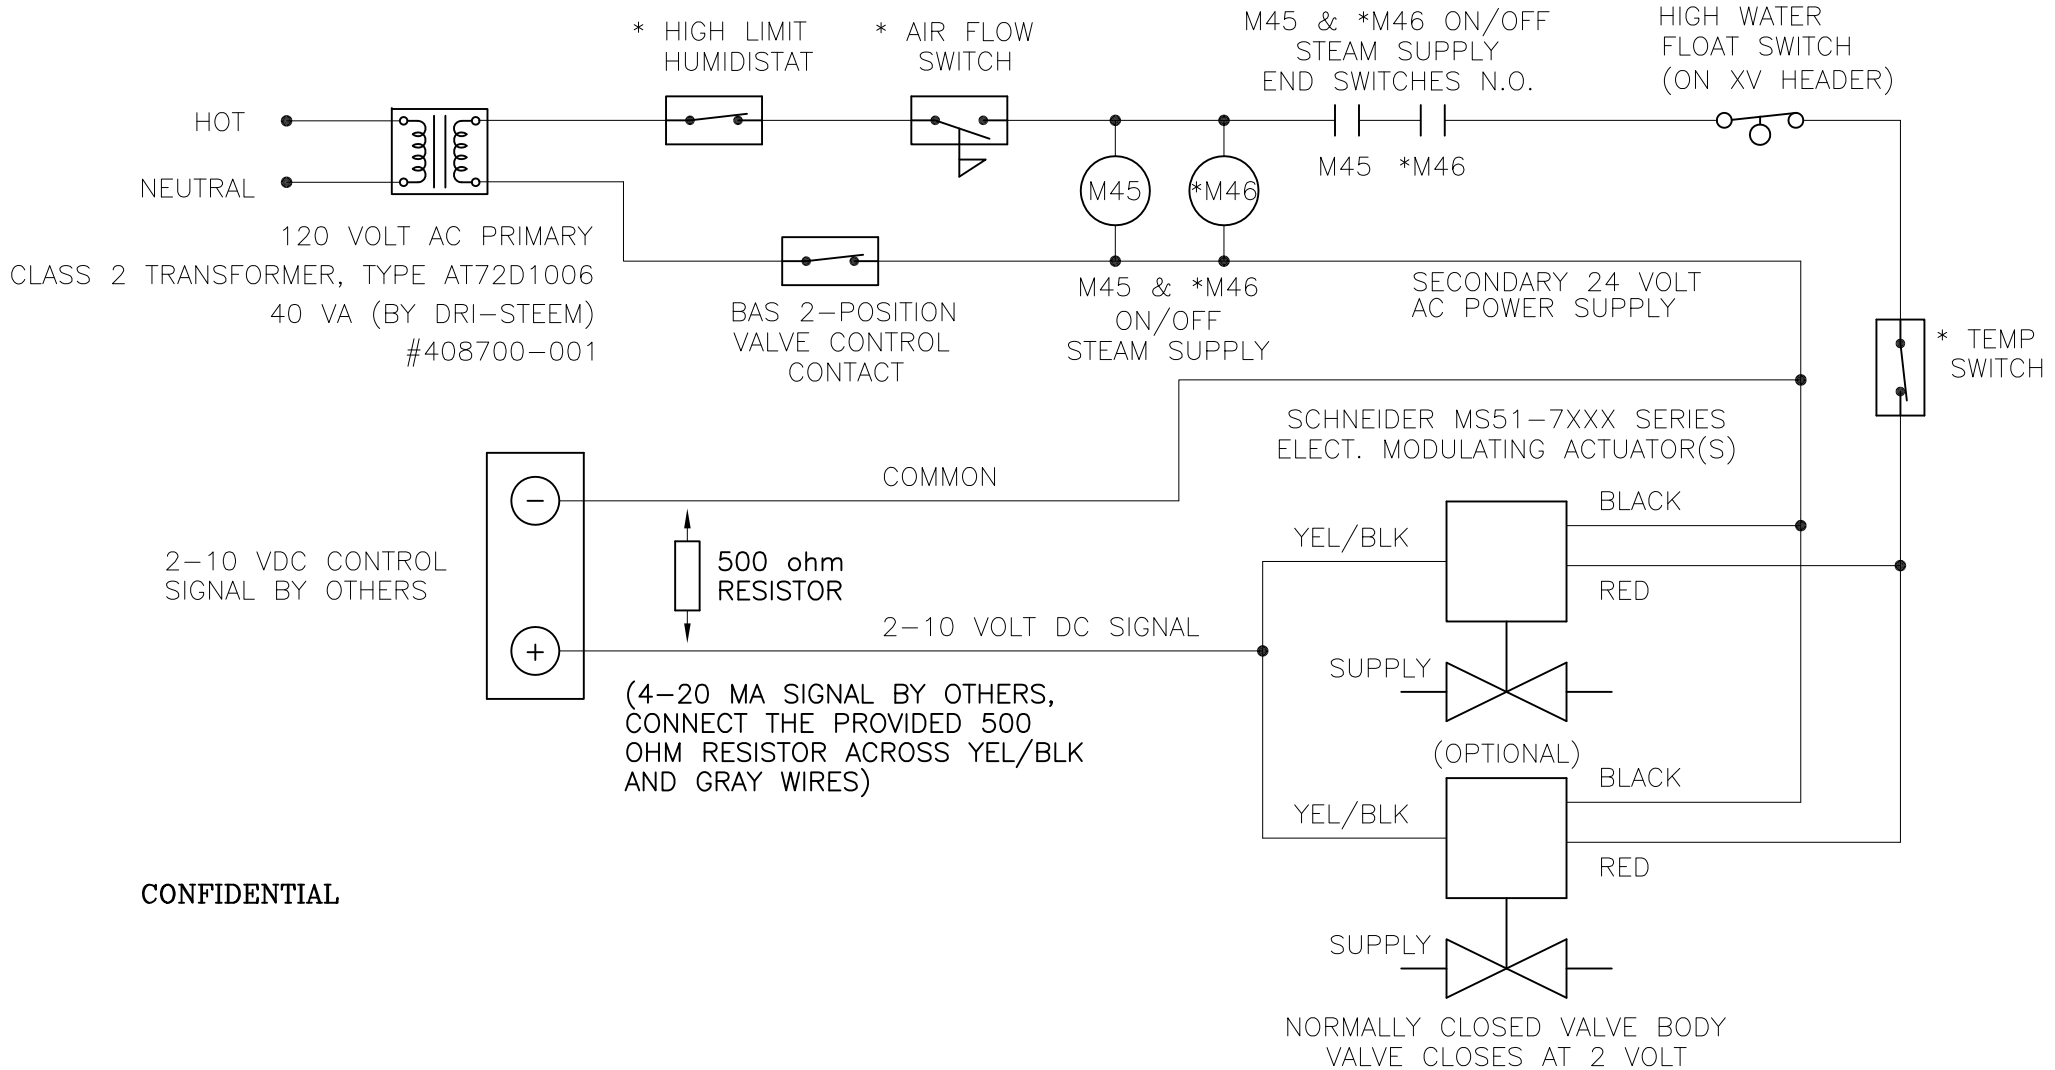 * HIGH LIMIT
HUMIDISTAT
* AIR FLOW
SWITCH
M45 & *M46 ON/OFF
STEAM SUPPLY
END SWITCHES N.O.
HIGH WATER
FLOAT SWITCH
(ON XV HEADER)
HOT
NEUTRAL
M45
*M46
M45
*M46
120 VOLT AC PRIMARY
CLASS 2 TRANSFORMER, TYPE AT72D1006
40 VA (BY DRI-STEEM)
#408700-001
BAS 2-POSITION
VALVE CONTROL
CONTACT
M45 & *M46
ON/OFF
STEAM SUPPLY
SECONDARY 24 VOLT
AC POWER SUPPLY
* TEMP
SWITCH
SCHNEIDER MS51-7XXX SERIES
ELECT. MODULATING ACTUATOR(S)
COMMON
−
BLACK
YEL/BLK
2-10 VDC CONTROL
SIGNAL BY OTHERS
500 ohm
RESISTOR
RED
2-10 VOLT DC SIGNAL
+
SUPPLY
(4-20 MA SIGNAL BY OTHERS,
CONNECT THE PROVIDED 500
OHM RESISTOR ACROSS YEL/BLK
AND GRAY WIRES)
(OPTIONAL)
BLACK
YEL/BLK
RED
CONFIDENTIAL
SUPPLY
NORMALLY CLOSED VALVE BODY
VALVE CLOSES AT 2 VOLT